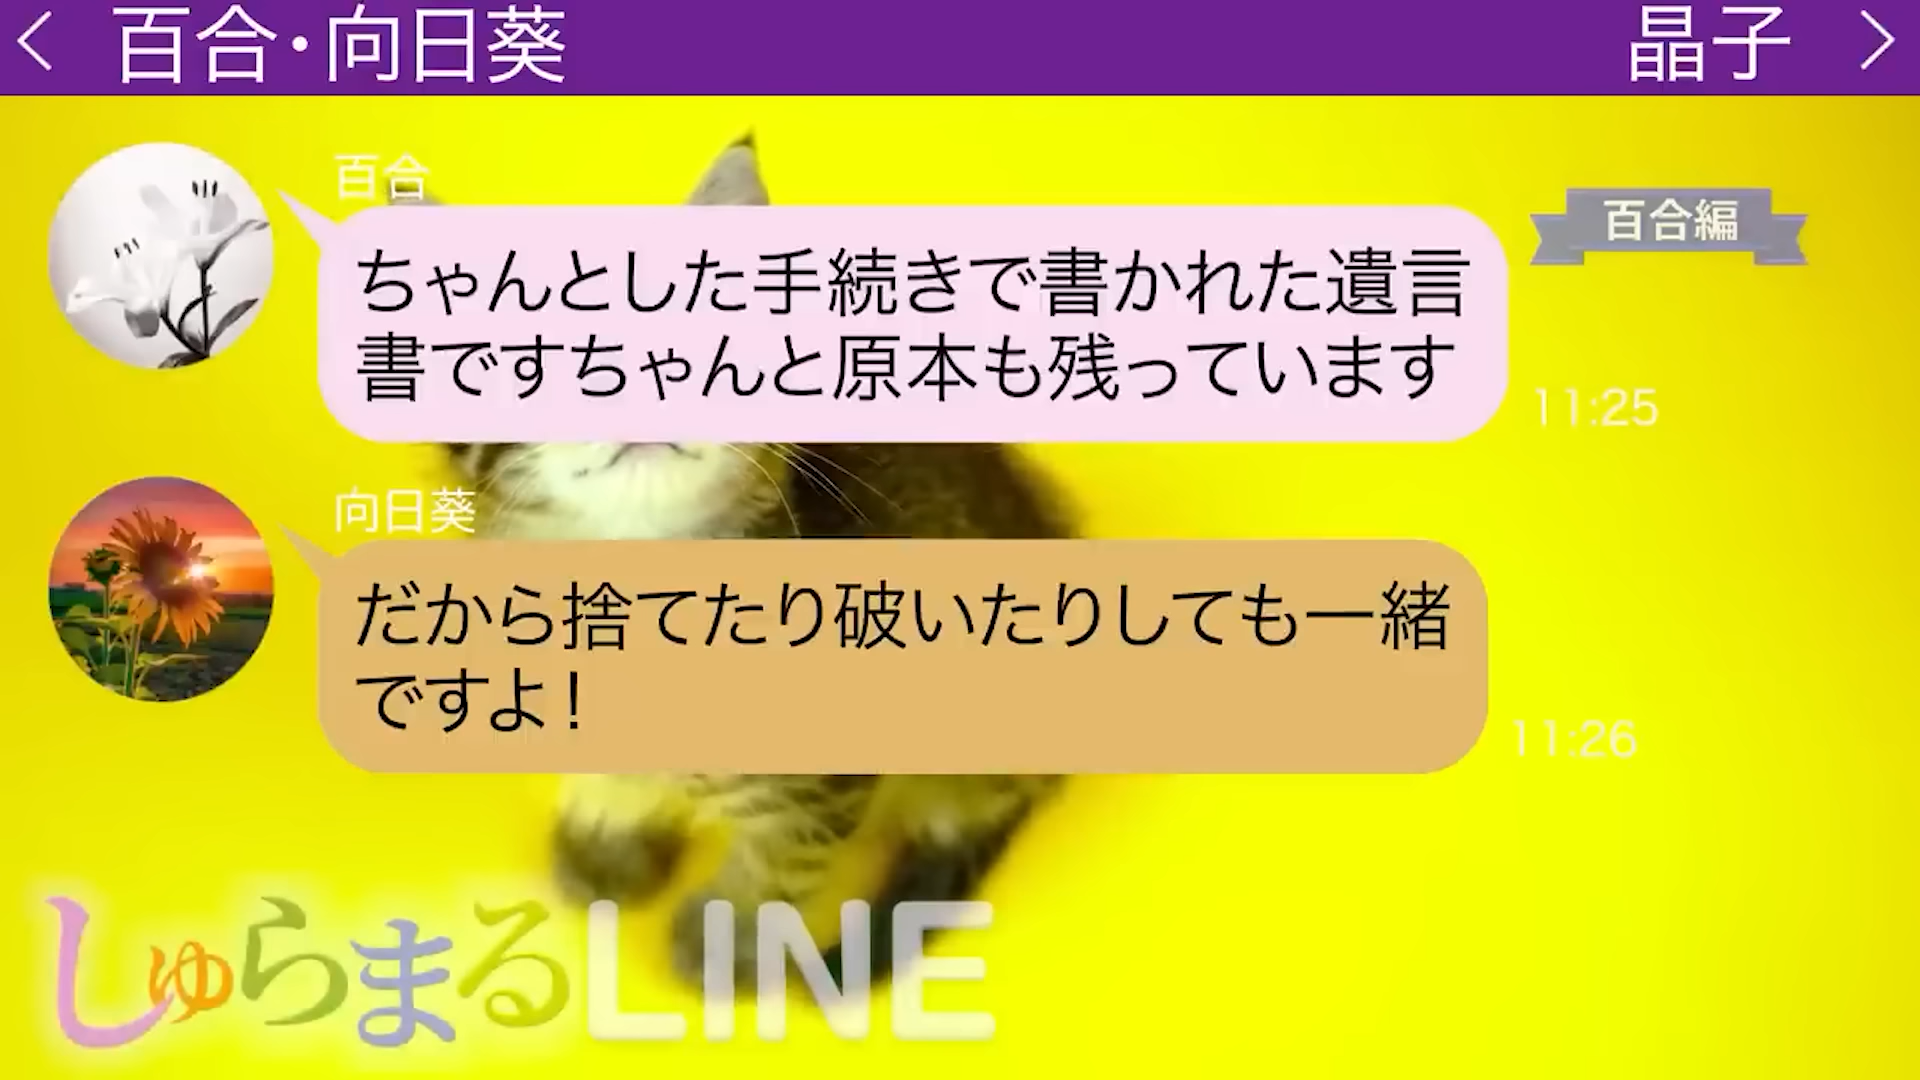 百合・向日葵
晶子
百合
百合編
ちゃんとした手続きで書かれた遺言
書ですちゃんと原本も残っています
11:25
向日葵
だから捨てたり破いたりしても一緒
ですよ!
11:26
しゅらまるLINE